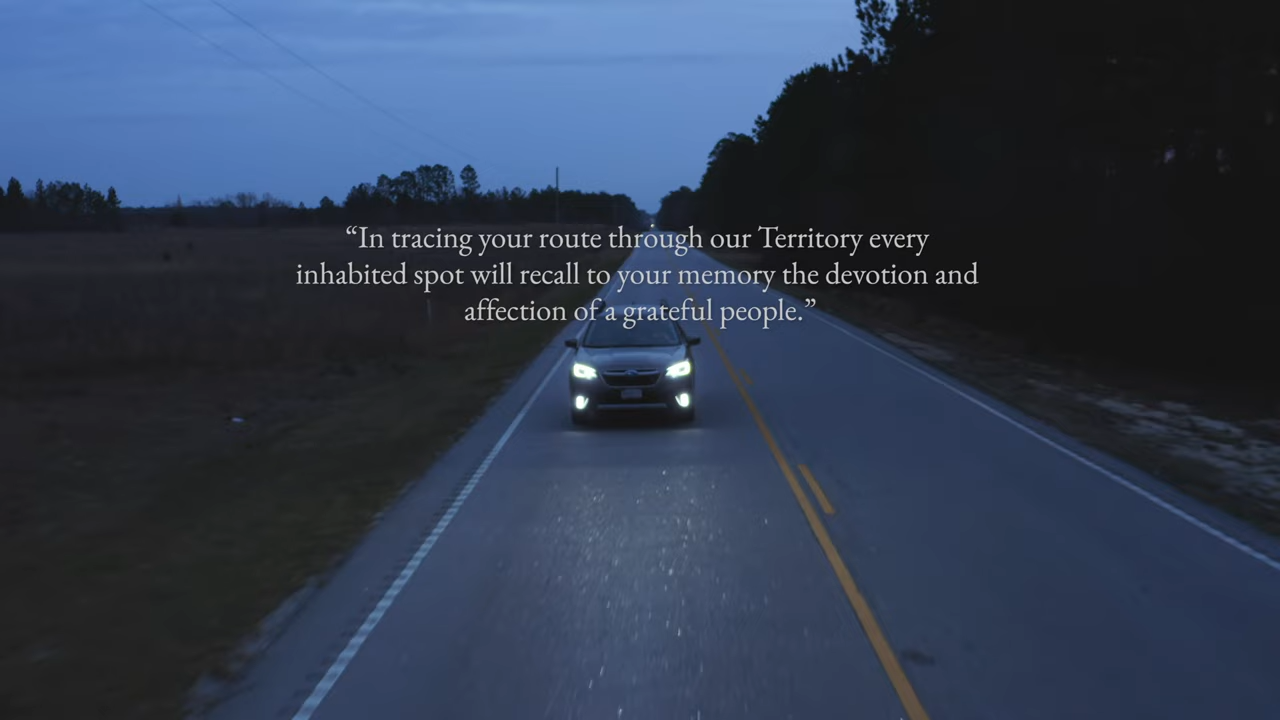 “In tracing your route through our Territory every
inhabited spot will recall to your memory the devotion and
affection of a grateful people.”